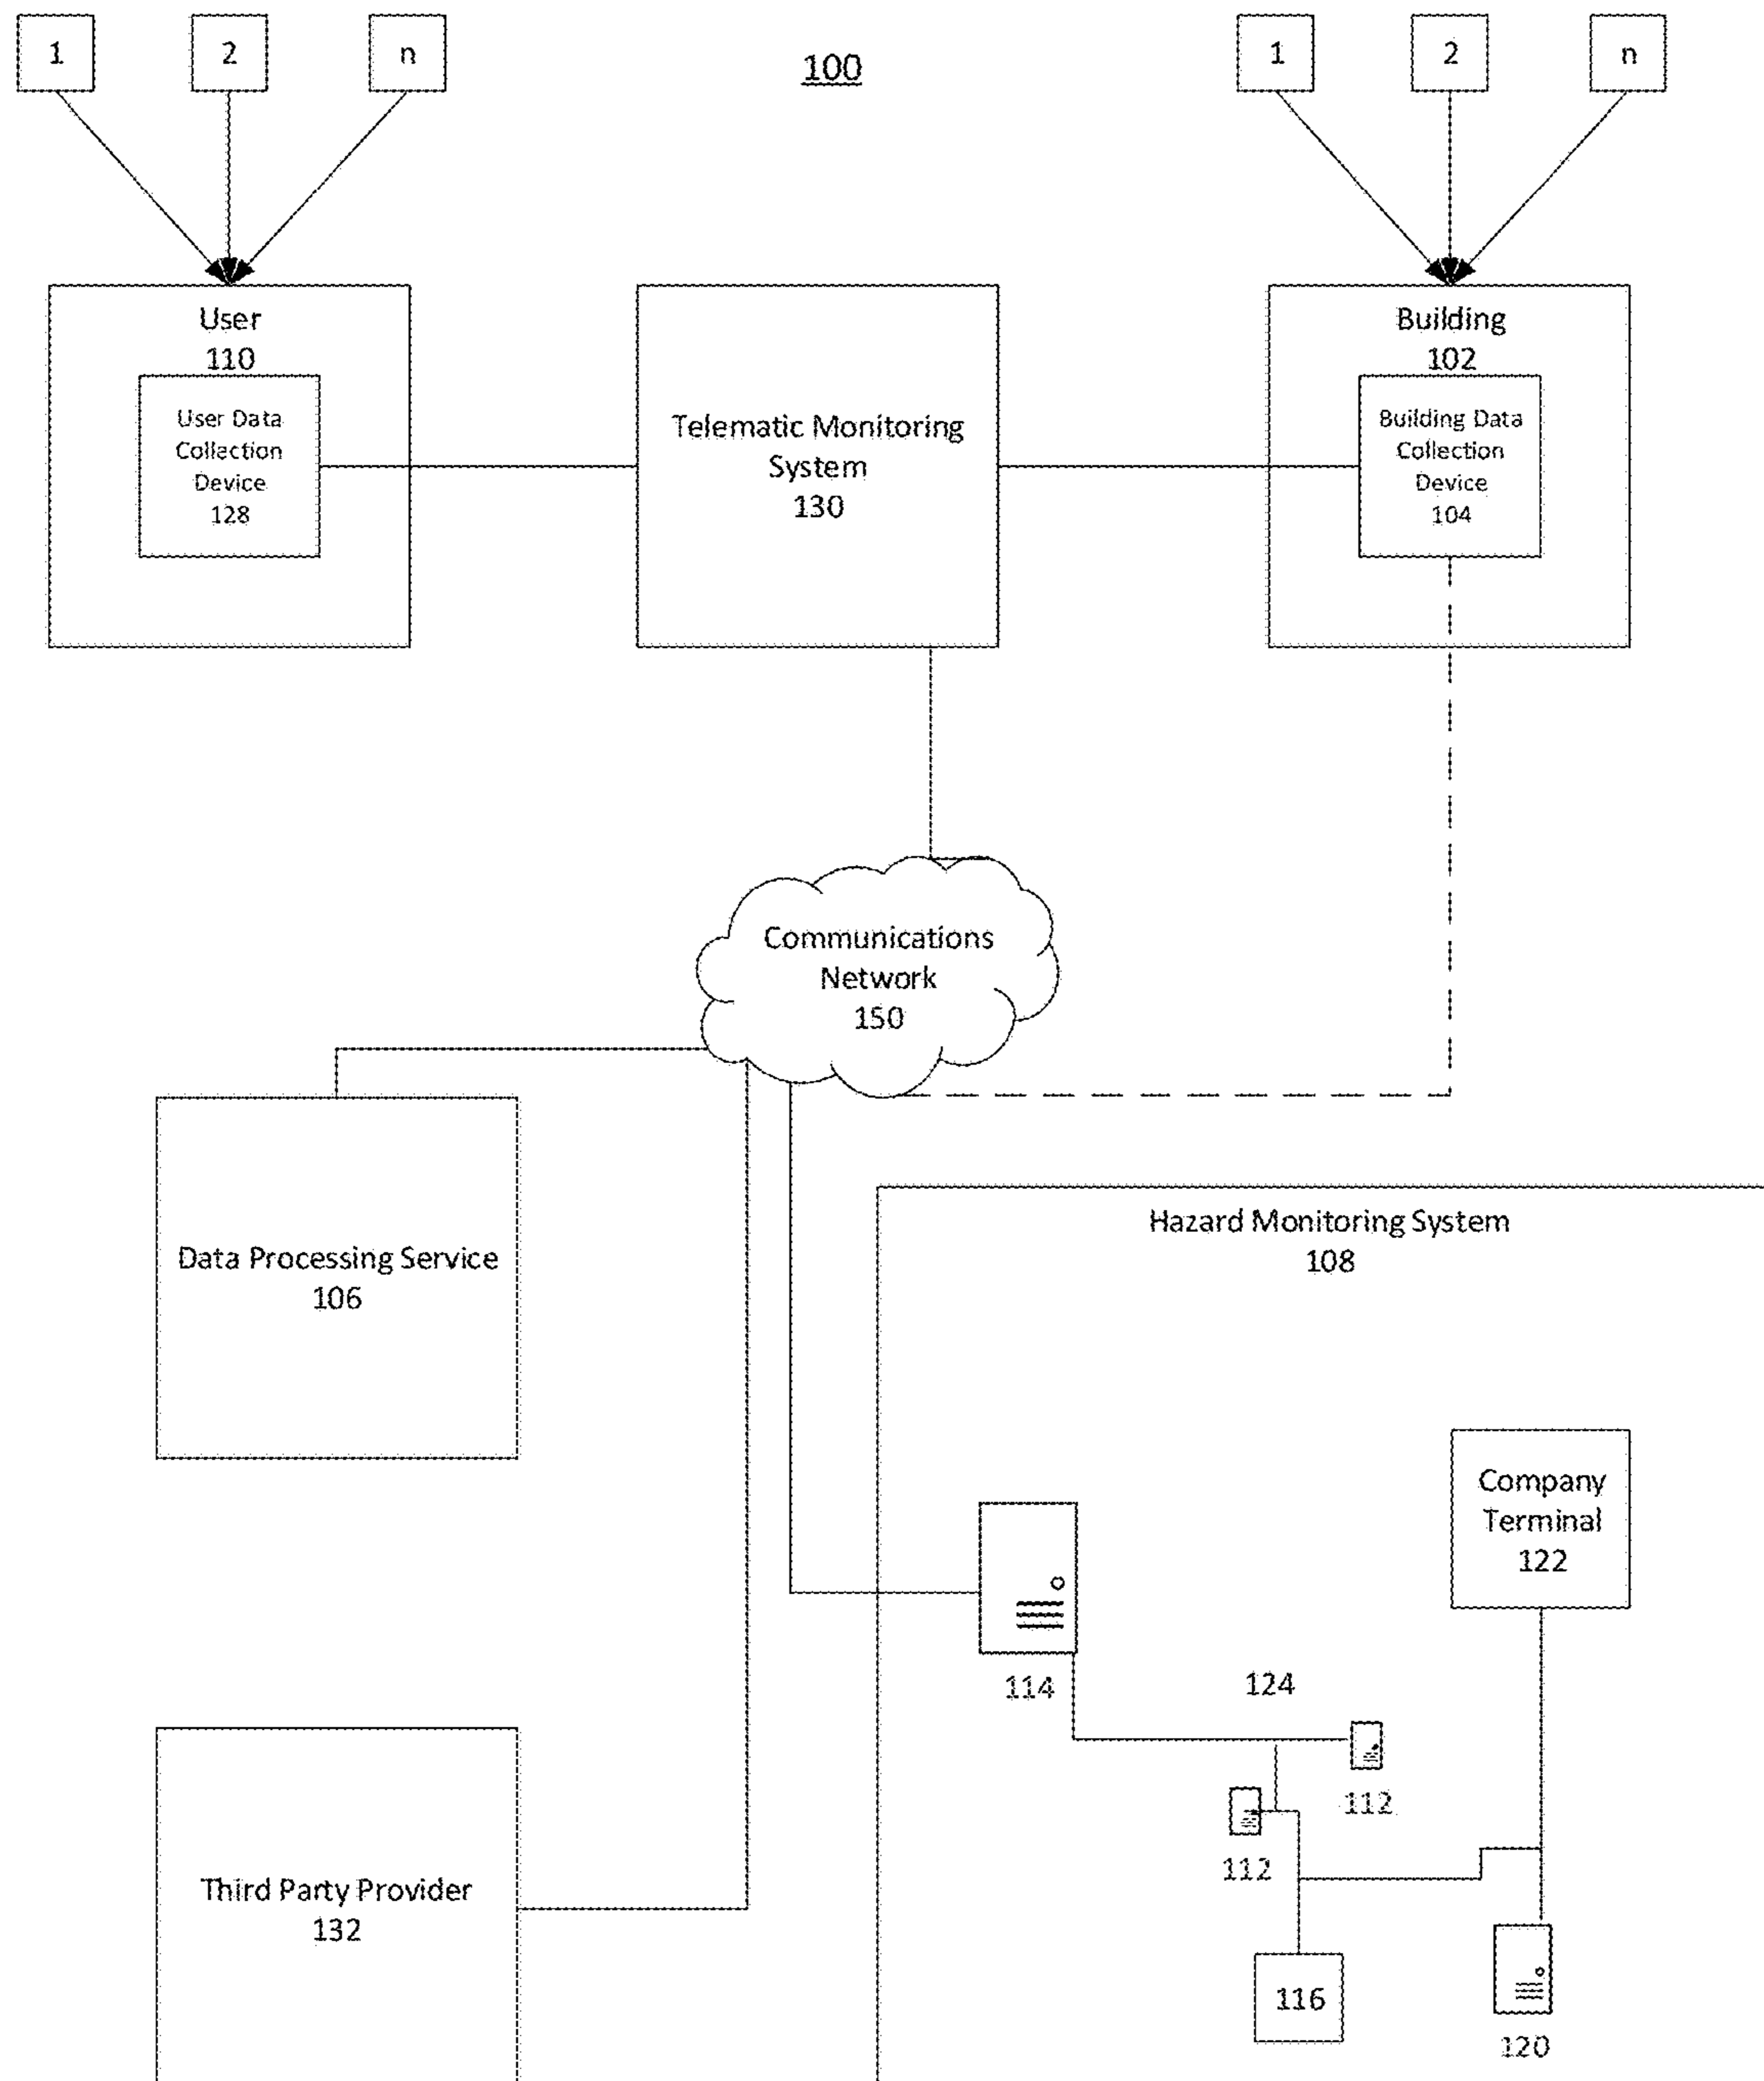 1
2
n
100
1
2
n
User
110
User Data
Collection
Device
128
Telematic Monitoring
System
130
Building
102
Building Data
Collection
Device
104
Communications
Network
150
Data Processing Service
106
Hazard Monitoring System
108
Company
Terminal
122
114
124
112
112
Third Party Provider
132
116
120